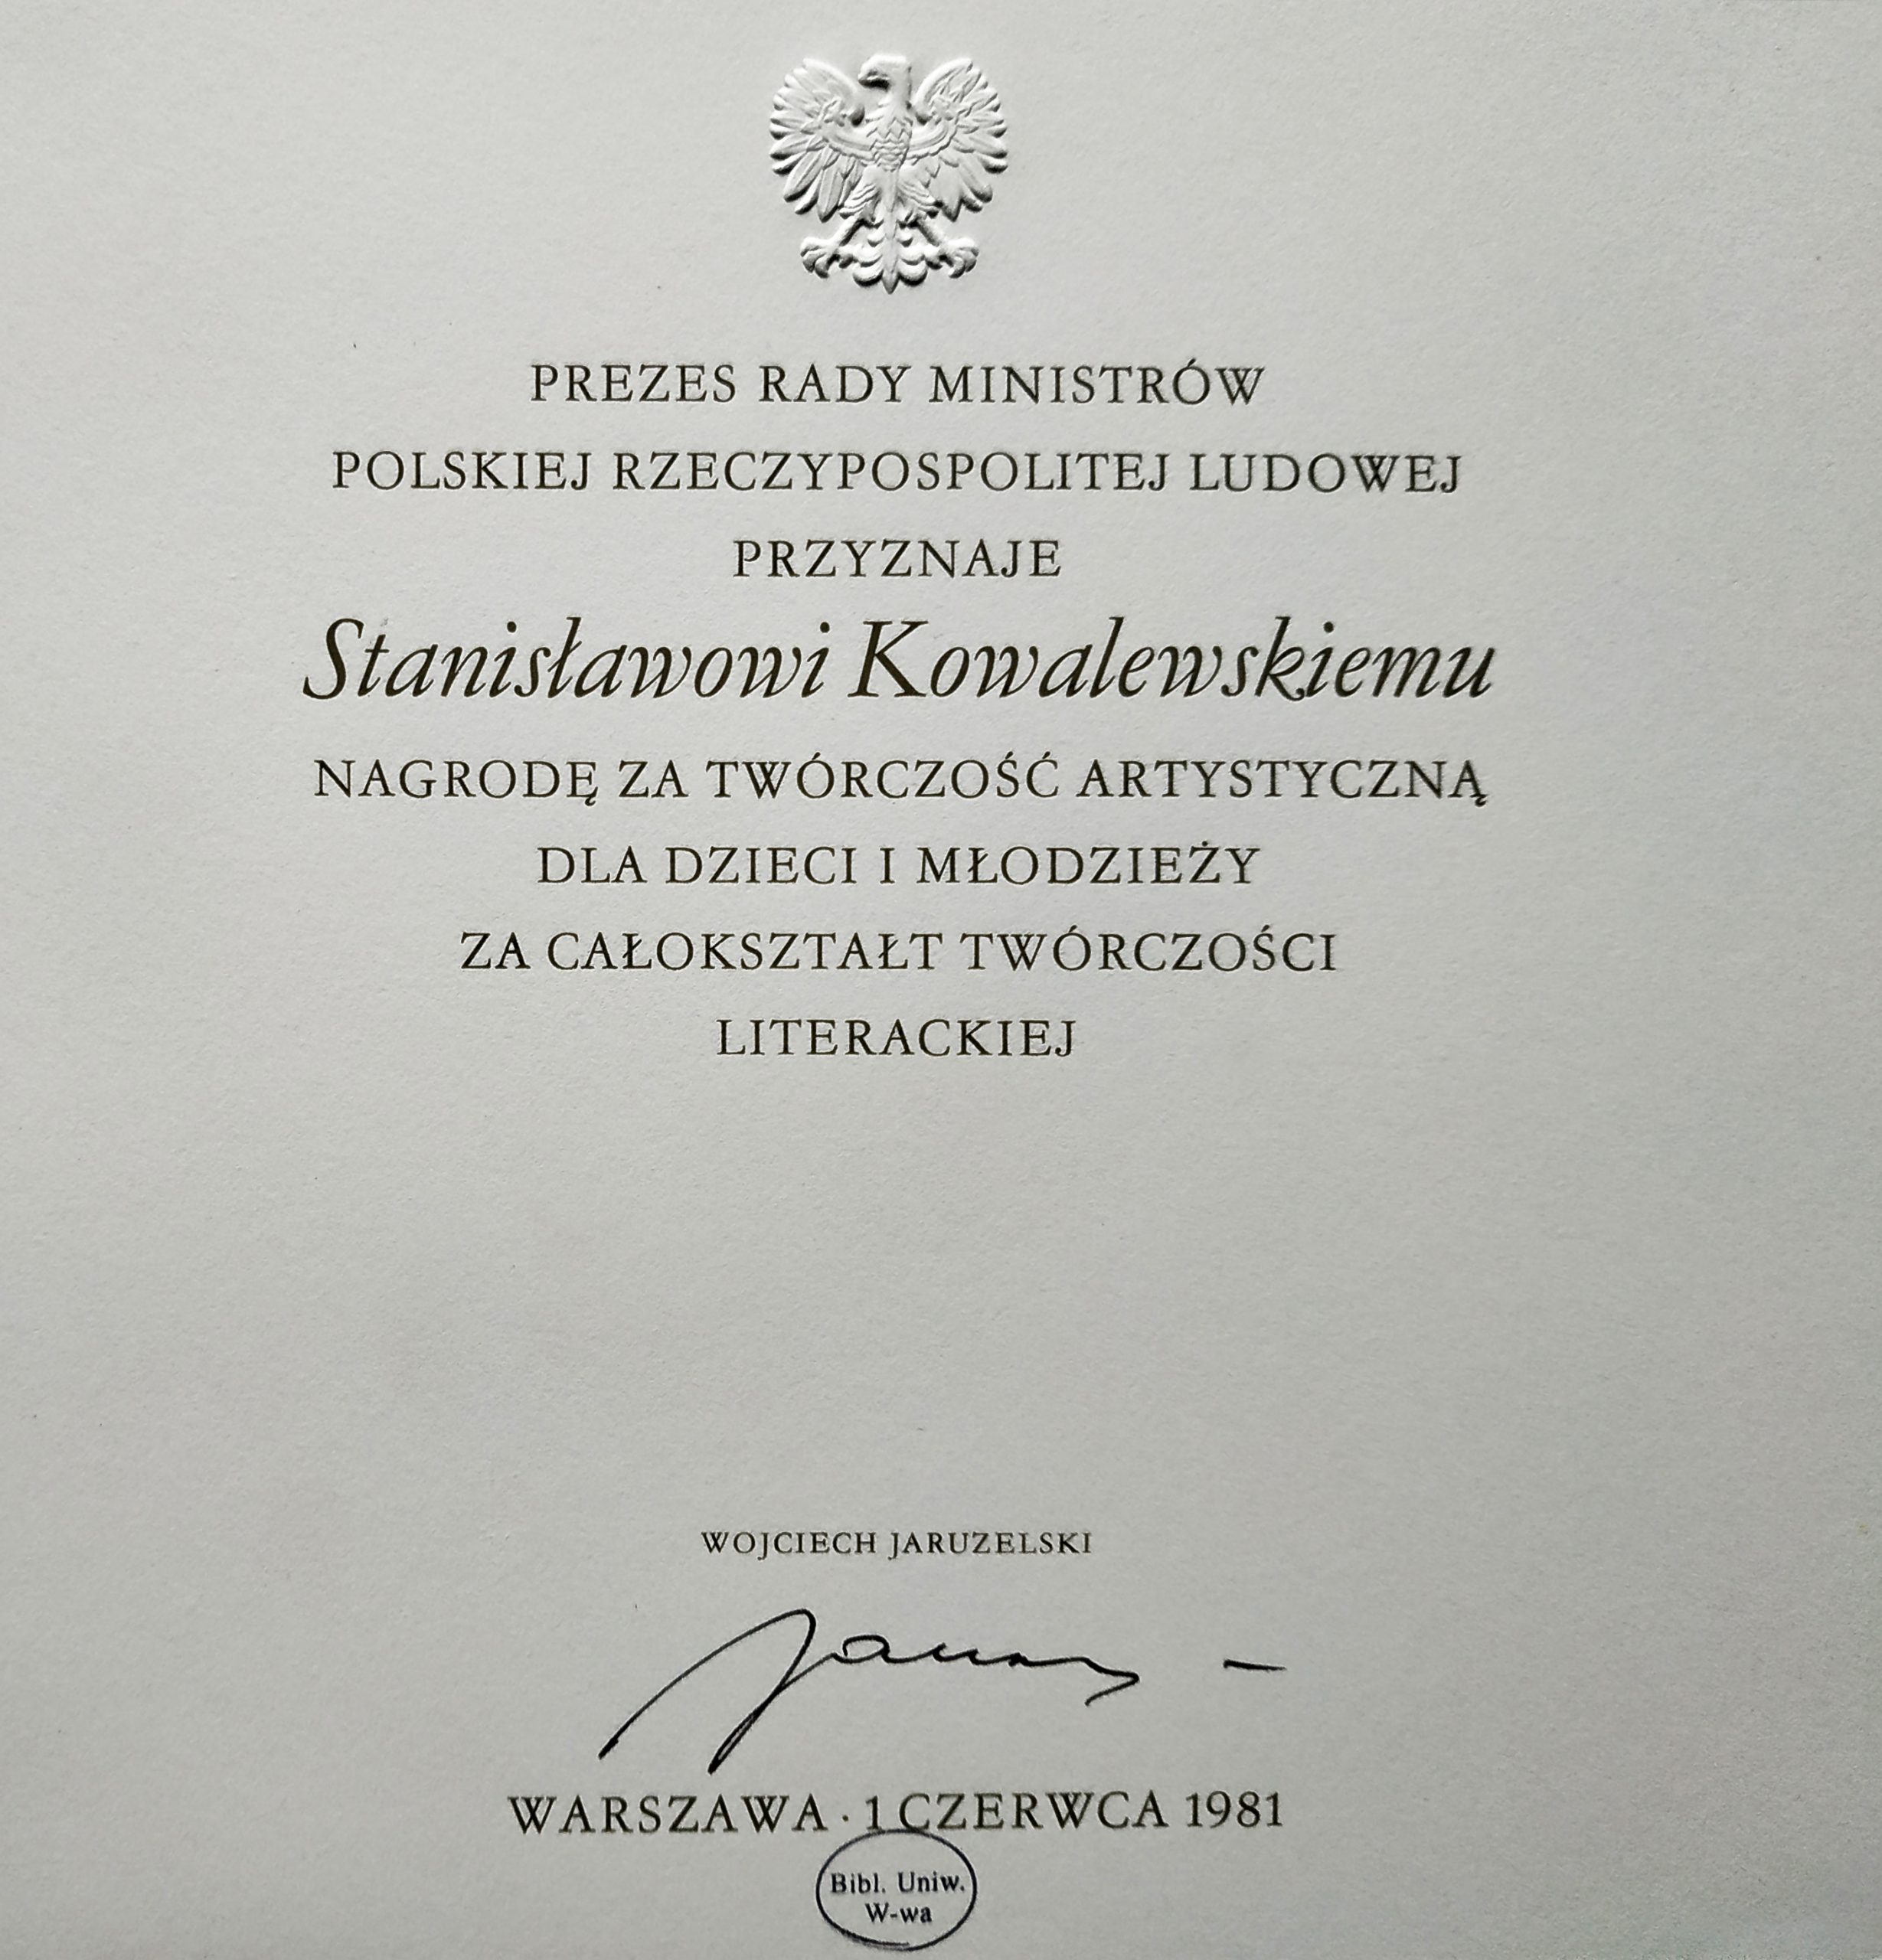 PREZES RADY MINISTRÓW
POLSKIEJ RZECZYPOSPOLITEJ LUDOWEJ
PRZYZNAJE
Stanisławowi Kowalewskiemu
NAGRODĘ ZA TWÓRCZOŚĆ ARTYSTYCZNĄ
DLA DZIECI I MŁODZIEŻY
ZA CAŁOKSZTAŁT TWÓRCZOŚCI
LITERACKIEJ
WOJCIECH JARUZELSKI
WARSZAWA · 1 CZERWCA 1981
Bibl. Uniw.
W-wa